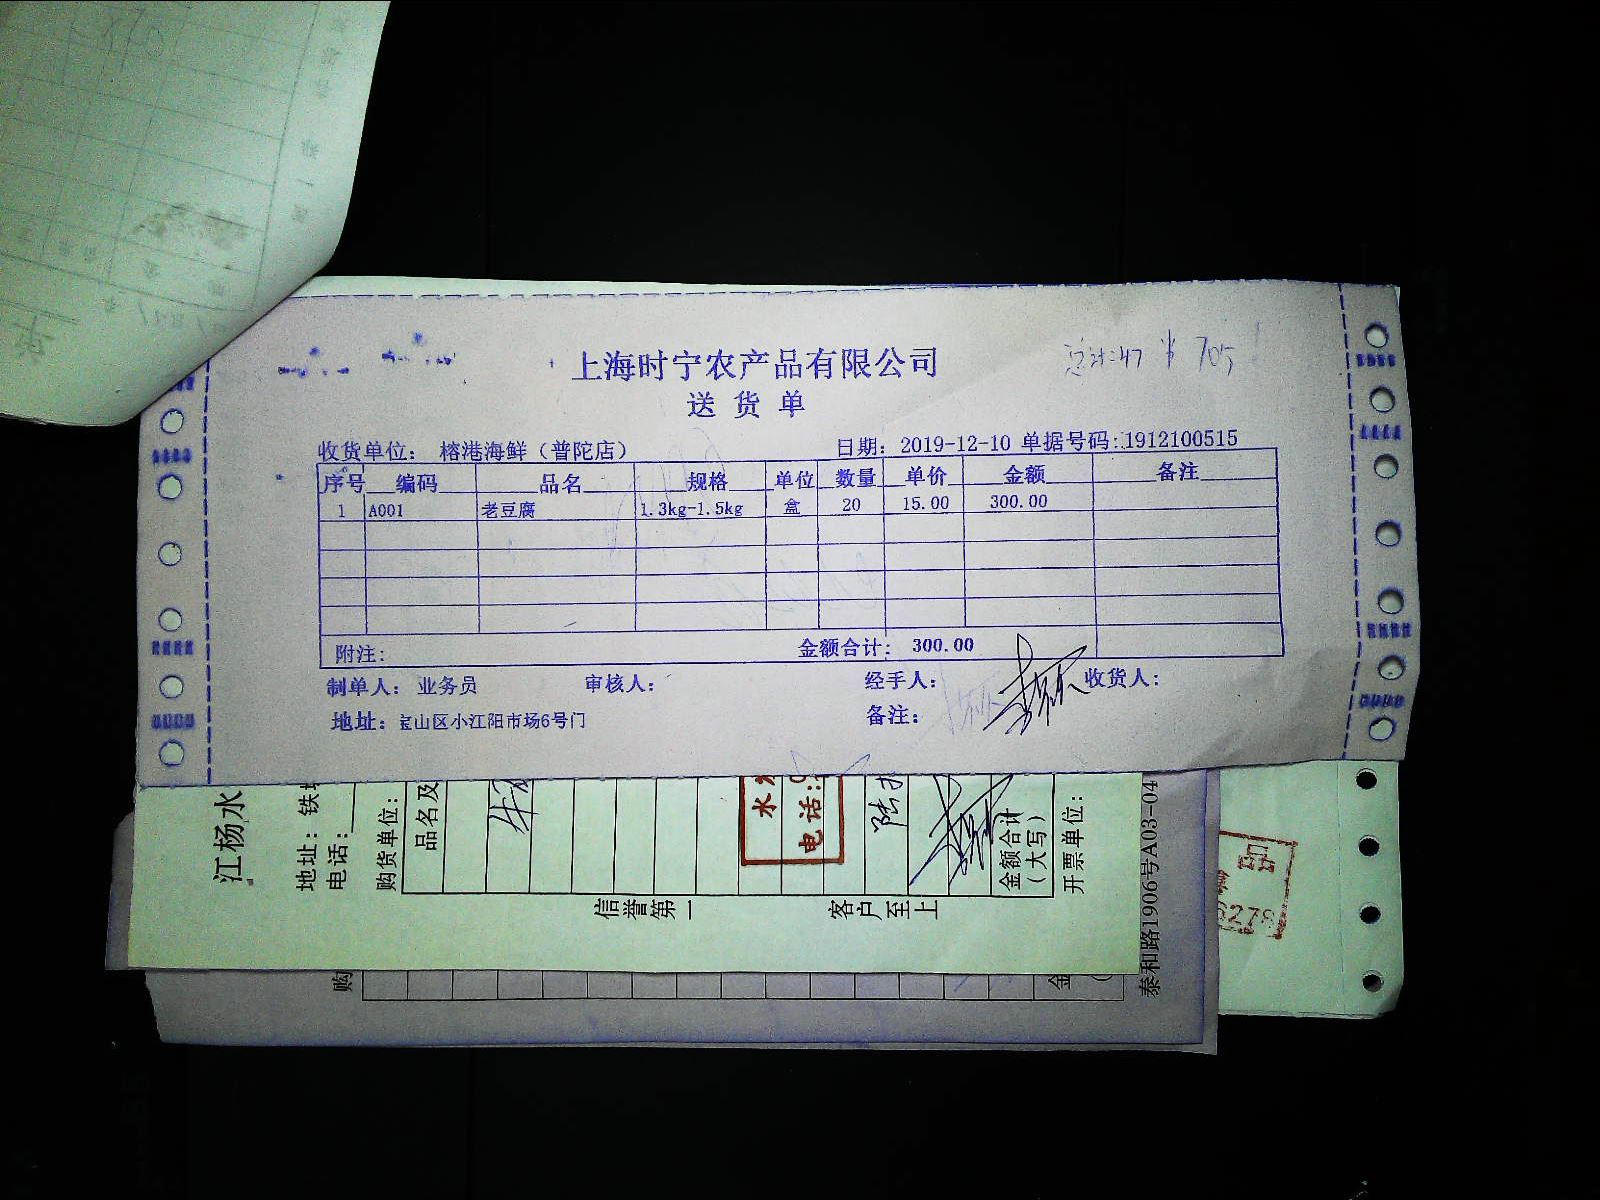 上海时宁农产品有限公司
送货单
收货单位： 榕港海鲜（普陀店） 日期： 2019-12-10 单据号码：1912100515
序号 编码 品名 规格 单位 数量 单价 金额 备注
1 A001 老豆腐 1.3kg-1.5kg 盒 20 15.00 300.00
附注： 金额合计： 300.00
制单人： 业务员 审核人： 经手人： 收货人：
地址：宝山区小江阳市场6号门 备注：
江杨水
地址：铁
电话：
购货单位：
品名及
水
电话：
金额合计
（大写）
开票单位：
信誉第一 客户至上
泰和路1906号A03-04
购
金
6278